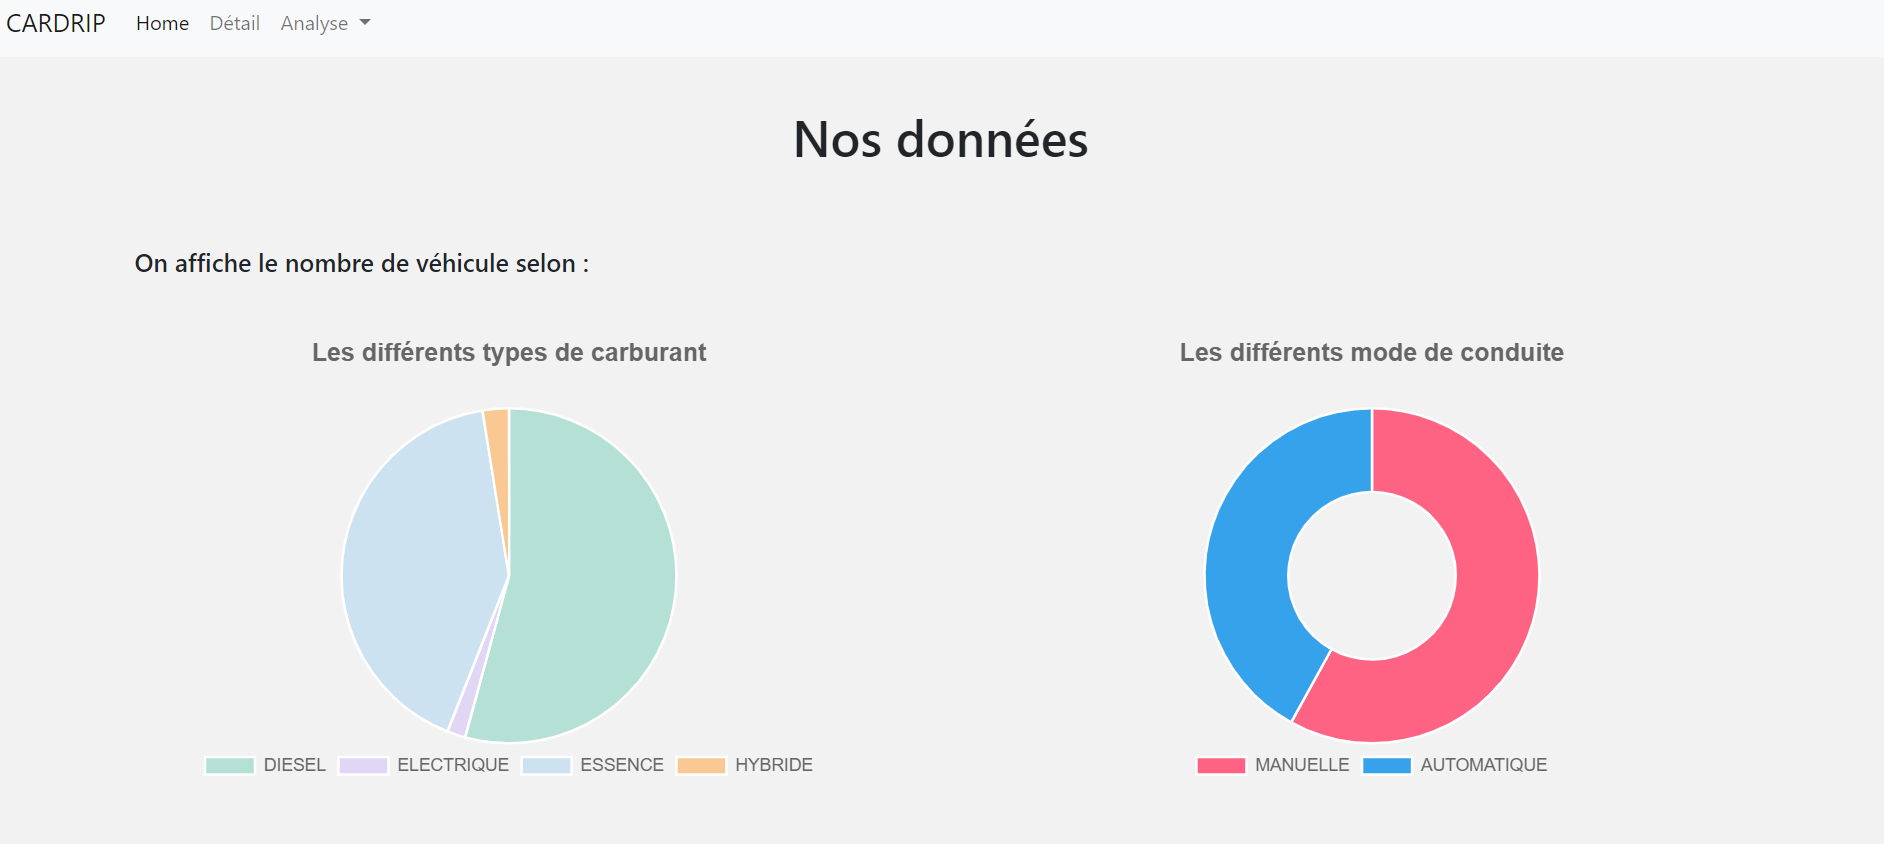 CARDRIP Home Détail Analyse
Nos données
On affiche le nombre de véhicule selon :
Les différents types de carburant
DIESEL ELECTRIQUE ESSENCE HYBRIDE
Les différents mode de conduite
MANUELLE AUTOMATIQUE